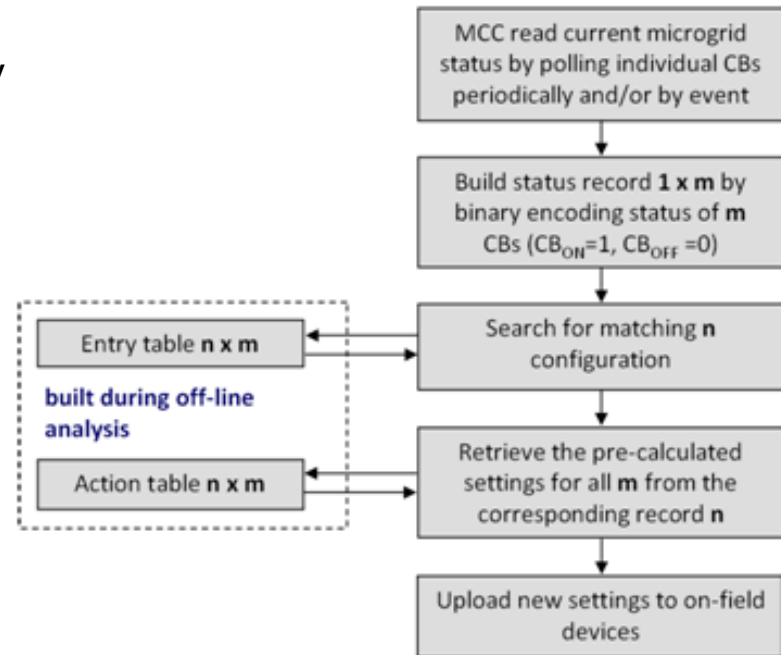 MCC read current microgrid
status by polling individual CBs
periodically and/or by event
Build status record 1 x m by
binary encoding status of m
CBs (CB_ON=1, CB_OFF =0)
Search for matching n
configuration
Entry table n x m
built during off-line
analysis
Retrieve the pre-calculated
settings for all m from the
corresponding record n
Action table n x m
Upload new settings to on-field
devices